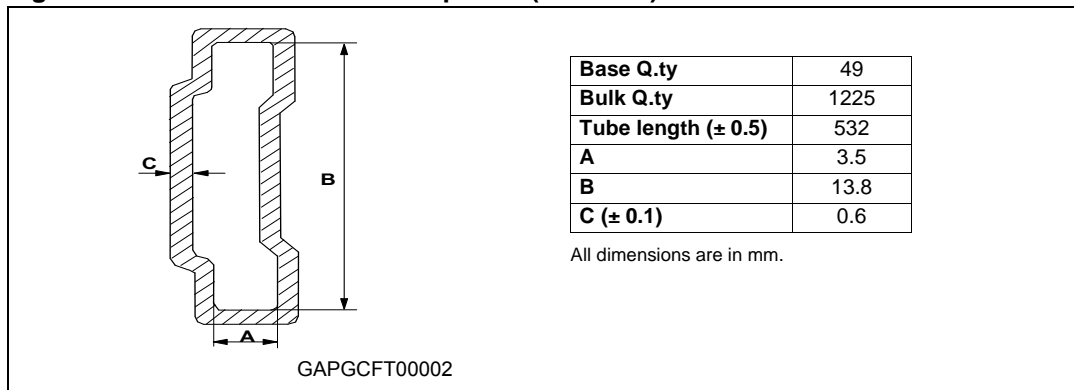 C
B
A
GAPGCFT00002
Base Q.ty 49
Bulk Q.ty 1225
Tube length (± 0.5) 532
A 3.5
B 13.8
C (± 0.1) 0.6
All dimensions are in mm.